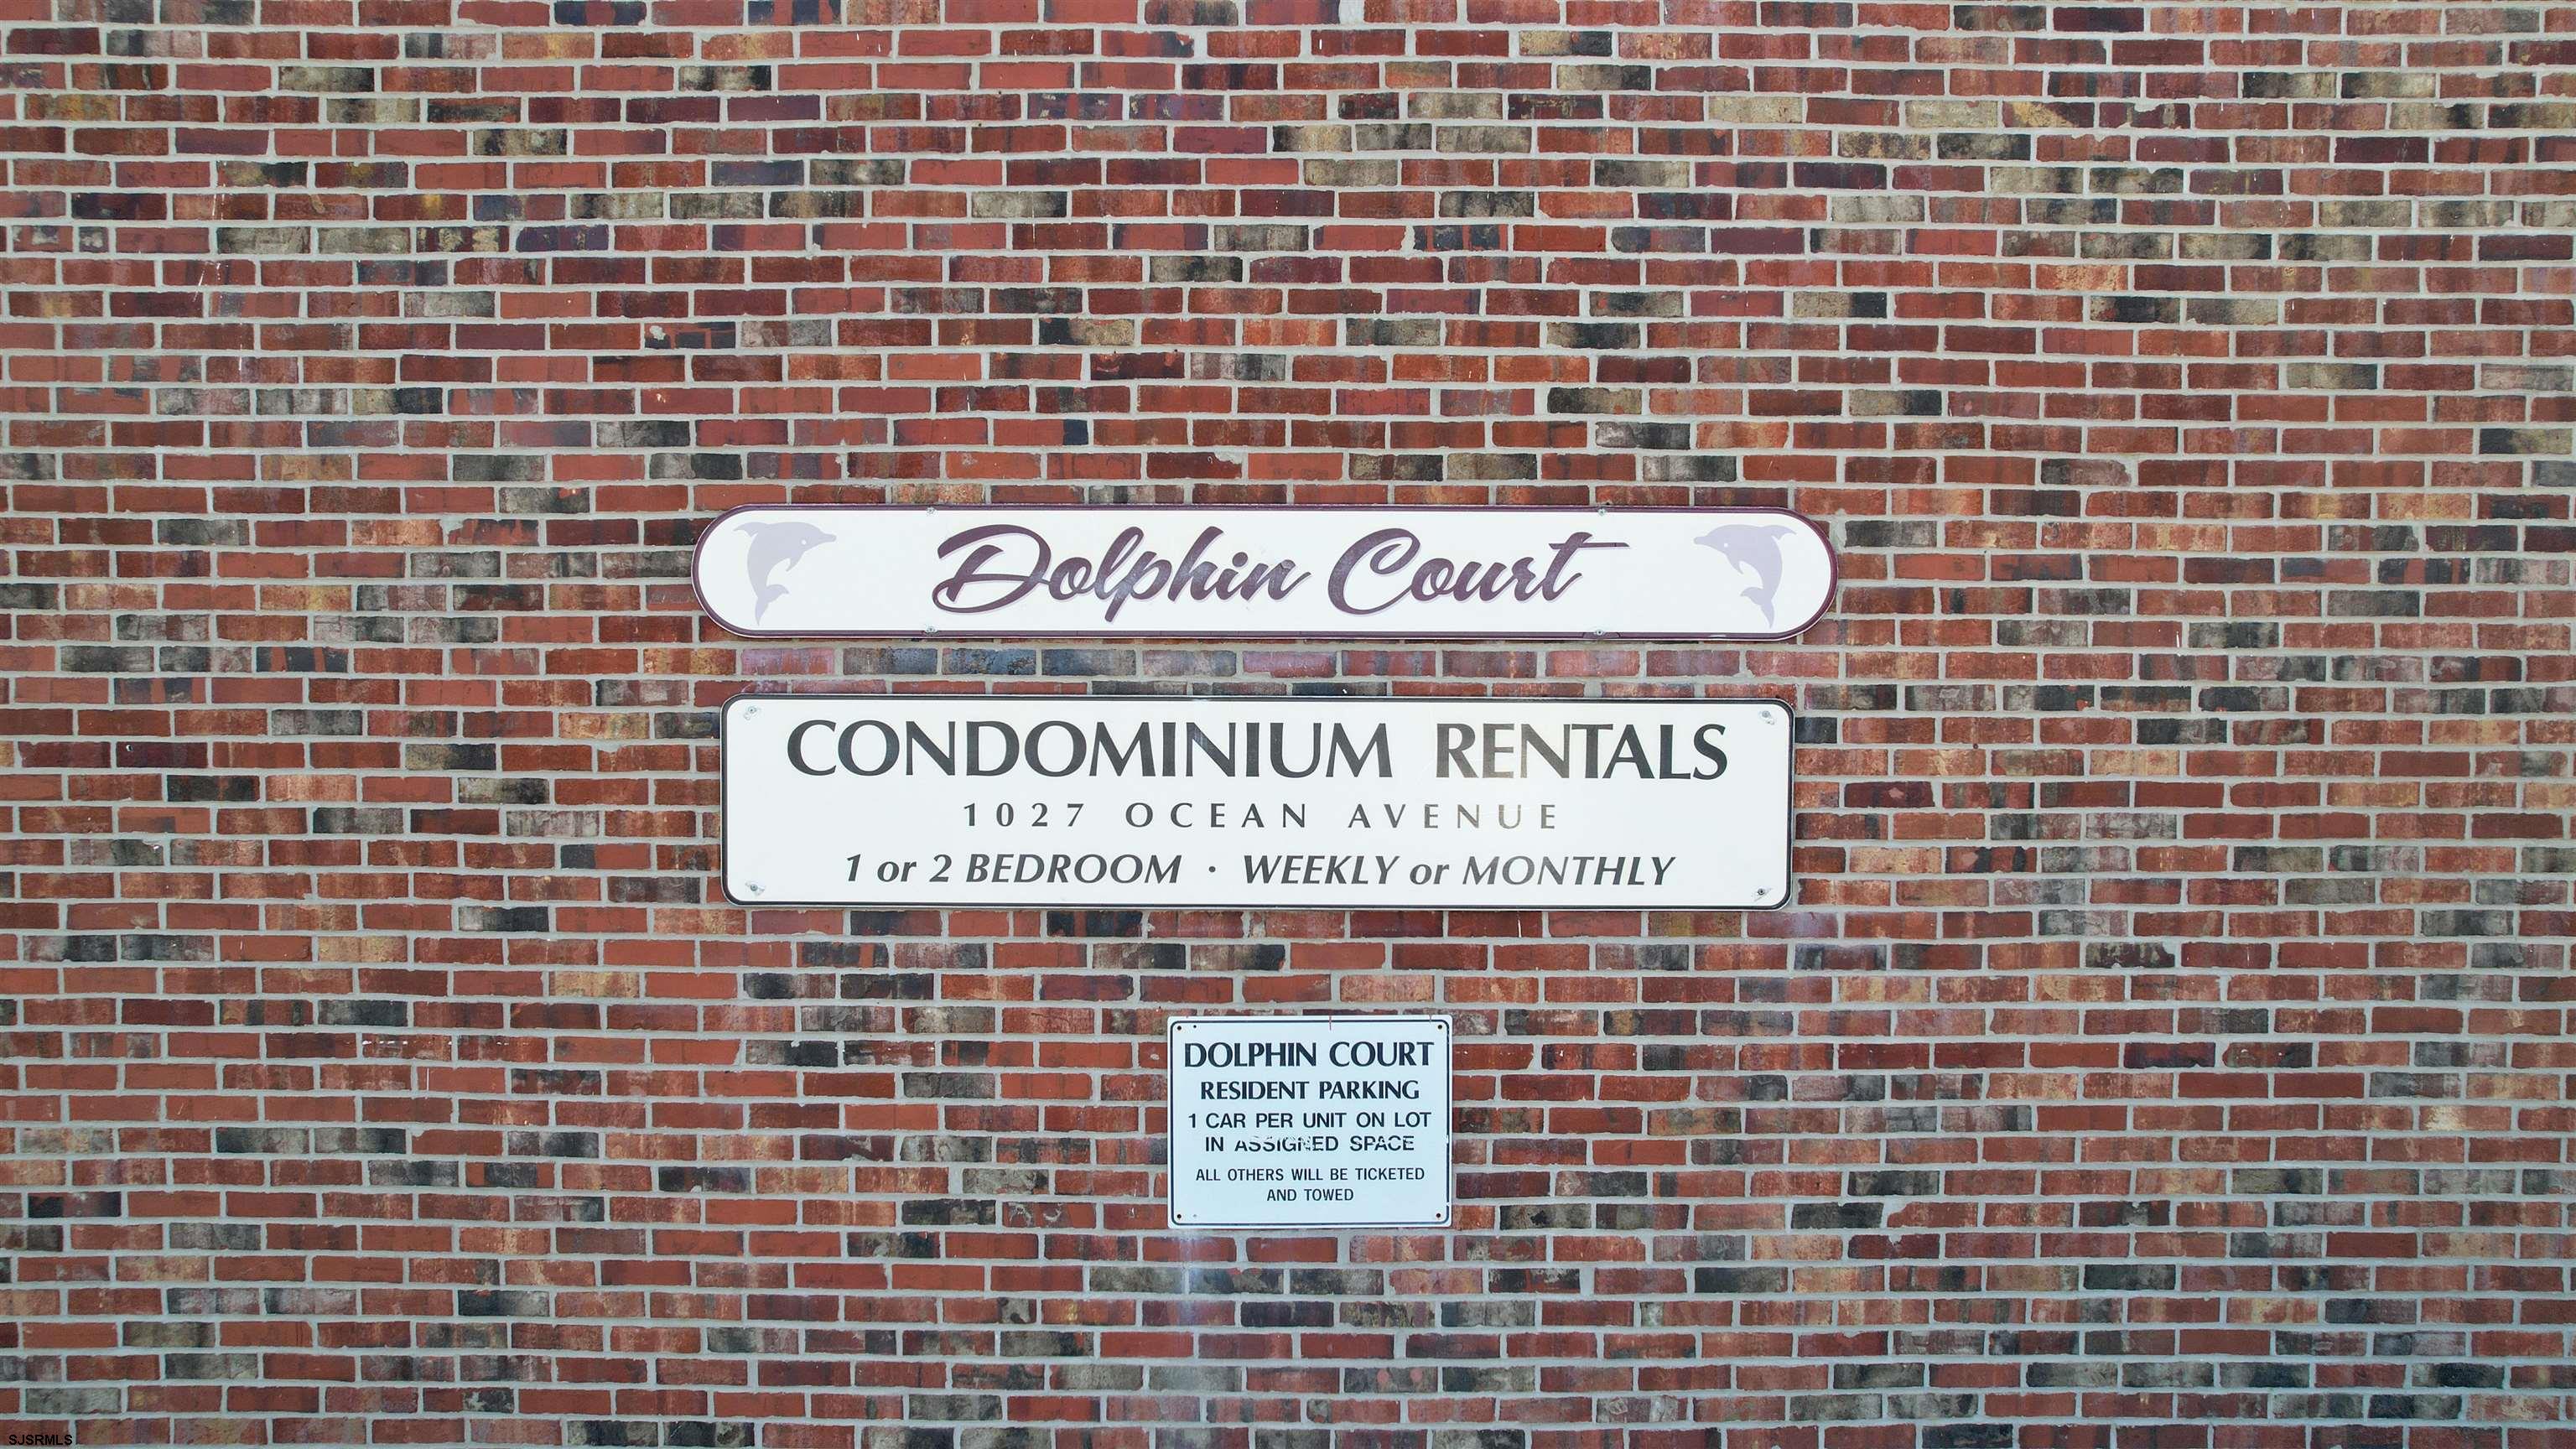 Dolphin Court
CONDOMINIUM RENTALS
1027 OCEAN AVENUE
1 or 2 BEDROOM · WEEKLY or MONTHLY
DOLPHIN COURT
RESIDENT PARKING
1 CAR PER UNIT ON LOT
IN ASSIGNED SPACE
ALL OTHERS WILL BE TICKETED
AND TOWED
SJSRMLS